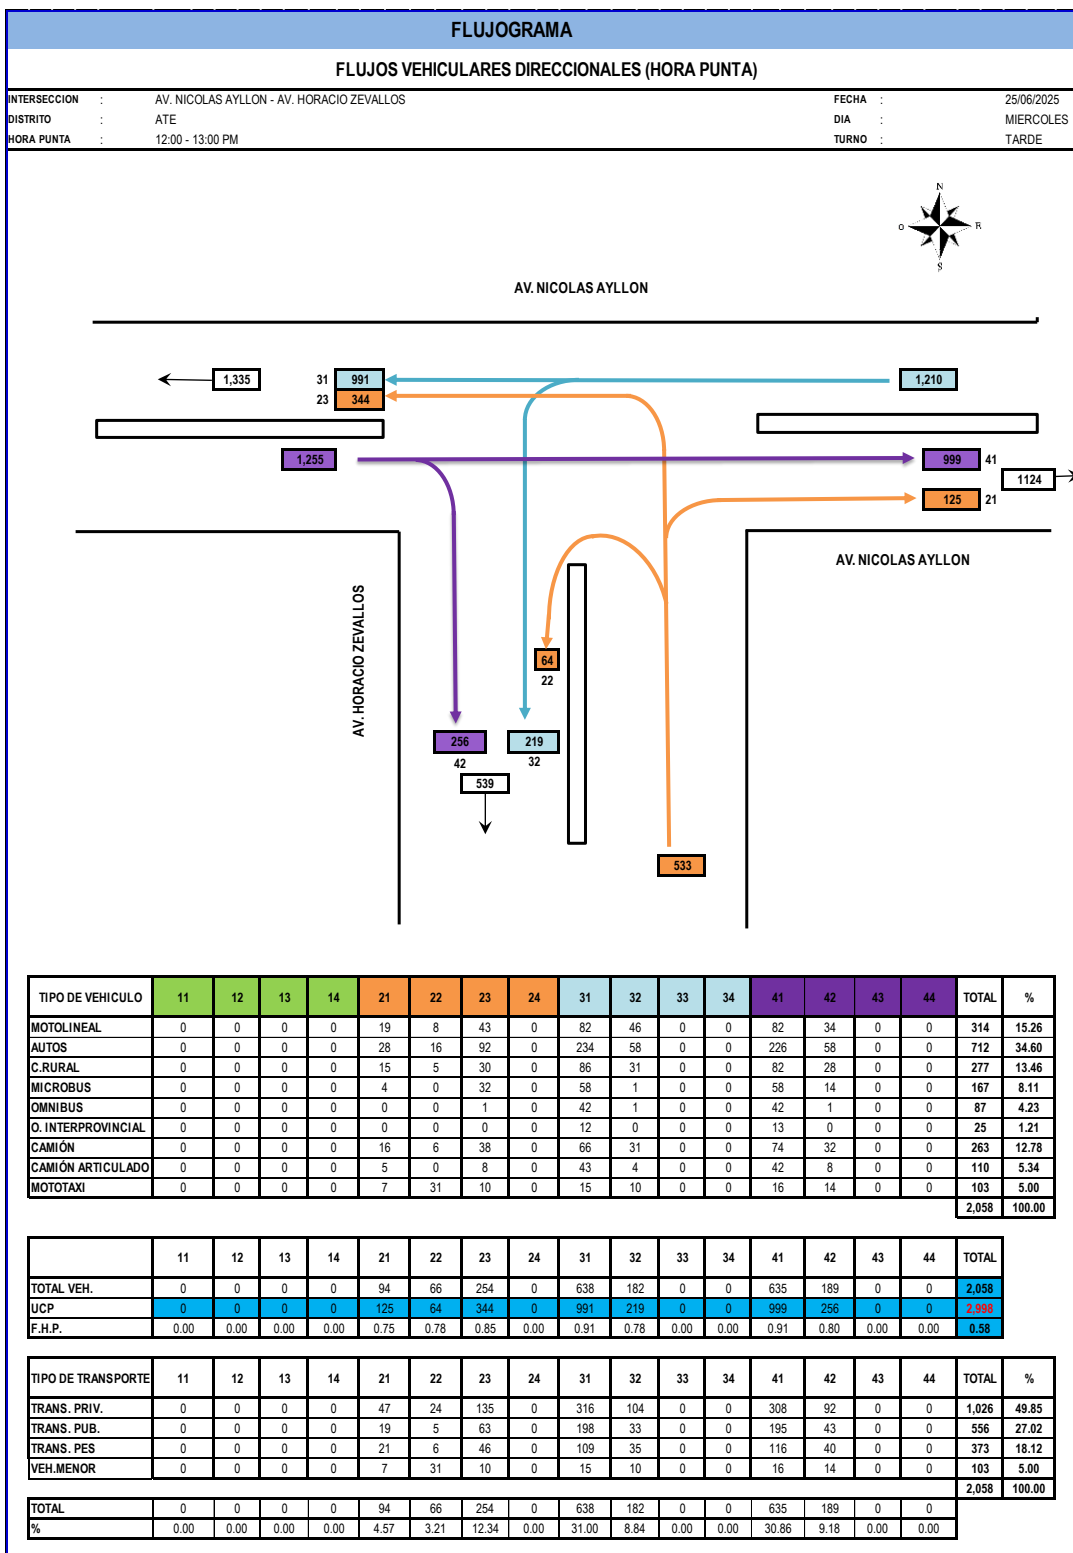 FLUJOGRAMA
FLUJOS VEHICULARES DIRECCIONALES (HORA PUNTA)
INTERSECCION : AV. NICOLAS AYLLON - AV. HORACIO ZEVALLOS FECHA : 25/06/2025
DISTRITO : ATE DIA : MIERCOLES
HORA PUNTA : 12:00 - 13:00 PM TURNO : TARDE
N
O E
S
AV. NICOLAS AYLLON
1,335 31 991 1,210
23 344
1,255 999 41
1124
125 21
AV. NICOLAS AYLLON
AV. HORACIO ZEVALLOS
64
22
256 219
42 32
539
533
TIPO DE VEHICULO 11 12 13 14 21 22 23 24 31 32 33 34 41 42 43 44 TOTAL %
MOTOLINEAL 0 0 0 0 19 8 43 0 82 46 0 0 82 34 0 0 314 15.26
AUTOS 0 0 0 0 28 16 92 0 234 58 0 0 226 58 0 0 712 34.60
C.RURAL 0 0 0 0 15 5 30 0 86 31 0 0 82 28 0 0 277 13.46
MICROBUS 0 0 0 0 4 0 32 0 58 1 0 0 58 14 0 0 167 8.11
OMNIBUS 0 0 0 0 0 0 1 0 42 1 0 0 42 1 0 0 87 4.23
O. INTERPROVINCIAL 0 0 0 0 0 0 0 0 12 0 0 0 13 0 0 0 25 1.21
CAMIÓN 0 0 0 0 16 6 38 0 66 31 0 0 74 32 0 0 263 12.78
CAMIÓN ARTICULADO 0 0 0 0 5 0 8 0 43 4 0 0 42 8 0 0 110 5.34
MOTOTAXI 0 0 0 0 7 31 10 0 15 10 0 0 16 14 0 0 103 5.00
2,058 100.00
11 12 13 14 21 22 23 24 31 32 33 34 41 42 43 44 TOTAL
TOTAL VEH. 0 0 0 0 94 66 254 0 638 182 0 0 635 189 0 0 2,058
UCP 0 0 0 0 125 64 344 0 991 219 0 0 999 256 0 0 2,998
F.H.P. 0.00 0.00 0.00 0.00 0.75 0.78 0.85 0.00 0.91 0.78 0.00 0.00 0.91 0.80 0.00 0.00 0.58
TIPO DE TRANSPORTE 11 12 13 14 21 22 23 24 31 32 33 34 41 42 43 44 TOTAL %
TRANS. PRIV. 0 0 0 0 47 24 135 0 316 104 0 0 308 92 0 0 1,026 49.85
TRANS. PUB. 0 0 0 0 19 5 63 0 198 33 0 0 195 43 0 0 556 27.02
TRANS. PES 0 0 0 0 21 6 46 0 109 35 0 0 116 40 0 0 373 18.12
VEH.MENOR 0 0 0 0 7 31 10 0 15 10 0 0 16 14 0 0 103 5.00
2,058 100.00
TOTAL 0 0 0 0 94 66 254 0 638 182 0 0 635 189 0 0
% 0.00 0.00 0.00 0.00 4.57 3.21 12.34 0.00 31.00 8.84 0.00 0.00 30.86 9.18 0.00 0.00